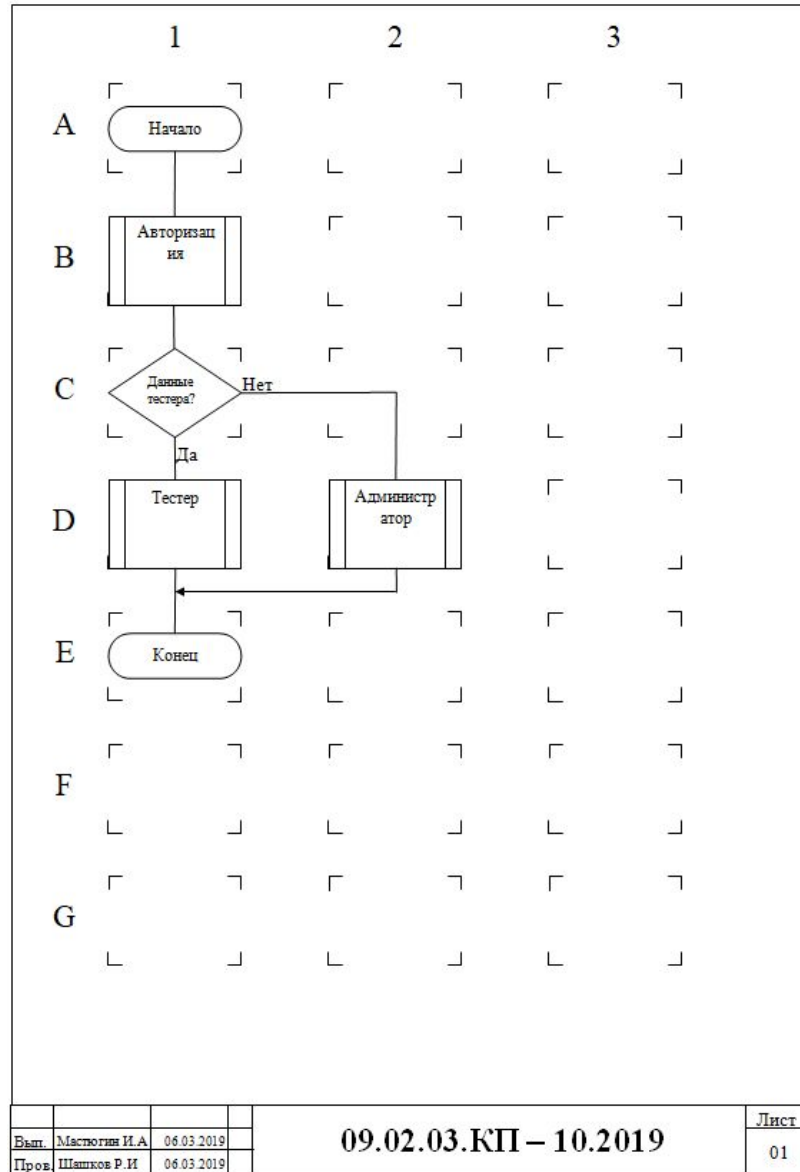 1 2 3
A
Начало
B
Авторизац
ия
C
Данные
тестера?
Нет
Да
D
Тестер
Администр
атор
E
Конец
F
G
Вып. Мастюгин И.А 06.03.2019
Пров. Шашков Р.И 06.03.2019
09.02.03.КП – 10.2019
Лист
01